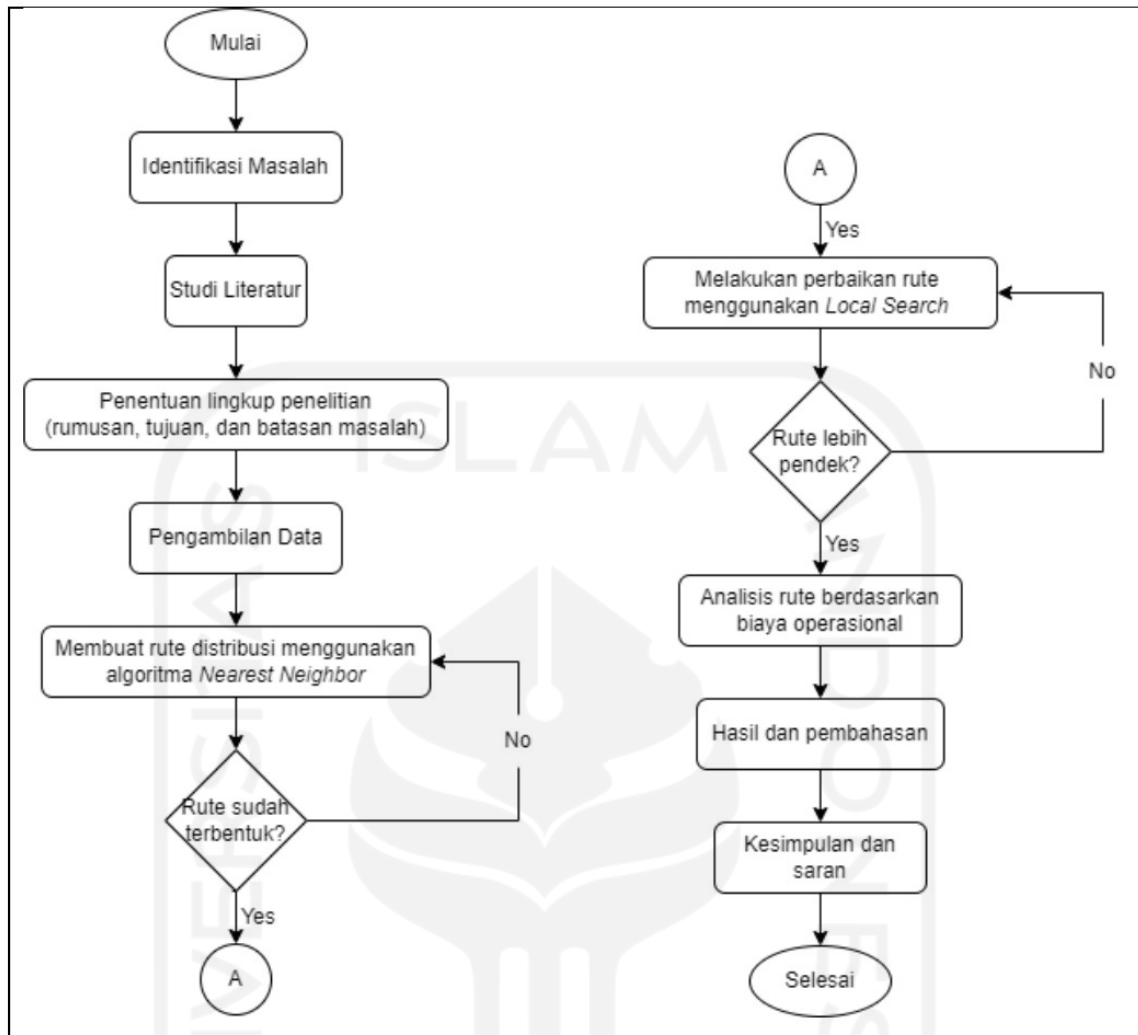 Mulai
Identifikasi Masalah
Studi Literatur
Penentuan lingkup penelitian
(rumusan, tujuan, dan batasan masalah)
Pengambilan Data
Membuat rute distribusi menggunakan
algoritma Nearest Neighbor
No
Rute sudah
terbentuk?
Yes
A
A
Yes
Melakukan perbaikan rute
menggunakan Local Search
No
Rute lebih
pendek?
Yes
Analisis rute berdasarkan
biaya operasional
Hasil dan pembahasan
Kesimpulan dan
saran
Selesai
ISLAM